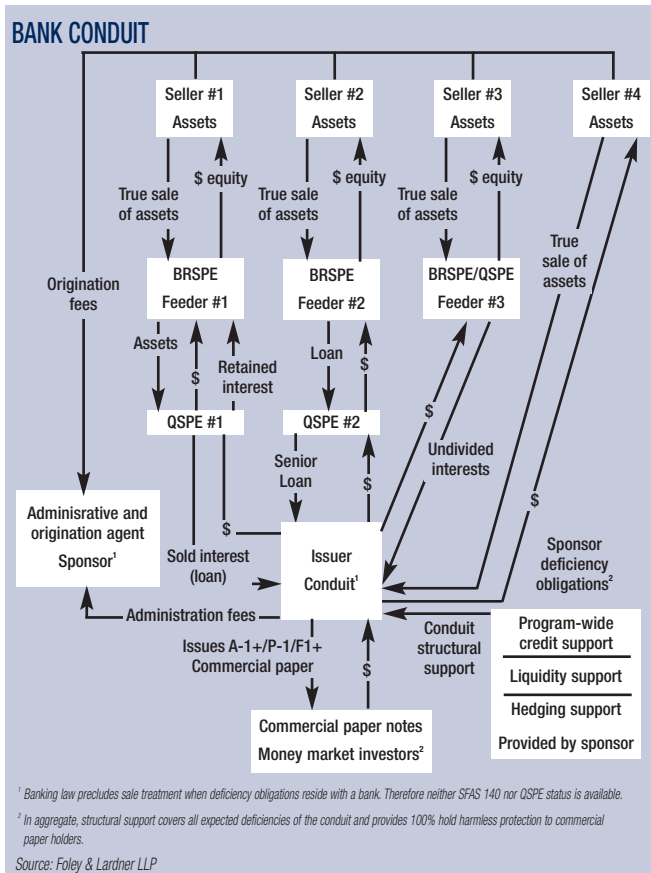 BANK CONDUIT
Seller #1
Assets
Seller #2
Assets
Seller #3
Assets
Seller #4
Assets
True sale
of assets
$ equity
True sale
of assets
$ equity
True sale
of assets
$ equity
True
sale of
assets
Origination
fees
BRSPE
Feeder #1
BRSPE
Feeder #2
BRSPE/QSPE
Feeder #3
Assets
$
Retained
interest
Loan
$
$
QSPE #1
QSPE #2
Undivided
interests
Senior
Loan
$
$
Adminisrative and
origination agent
Sponsor¹
$
Sold interest
(loan)
Issuer
Conduit¹
Sponsor
deficiency
obligations²
Administration fees
Conduit
structural
support
Program-wide
credit support
Liquidity support
Hedging support
Provided by sponsor
Issues A-1+/P-1/F1+
Commercial paper
$
Commercial paper notes
Money market investors²
¹ Banking law precludes sale treatment when deficiency obligations reside with a bank. Therefore neither SFAS 140 nor QSPE status is available.
² In aggregate, structural support covers all expected deficiencies of the conduit and provides 100% hold harmless protection to commercial
paper holders.
Source: Foley & Lardner LLP